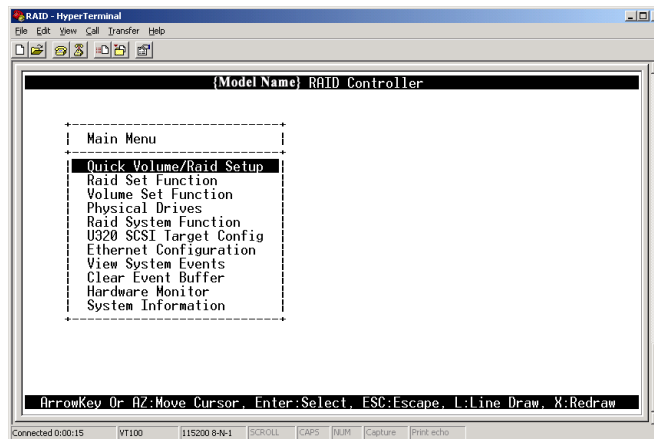 RAID - HyperTerminal
File Edit View Call Transfer Help
{Model Name} RAID Controller
Main Menu
Quick Volume/Raid Setup
Raid Set Function
Volume Set Function
Physical Drives
Raid System Function
U320 SCSI Target Config
Ethernet Configuration
View System Events
Clear Event Buffer
Hardware Monitor
System Information
ArrowKey Or AZ:Move Cursor, Enter:Select, ESC:Escape, L:Line Draw, X:Redraw
Connected 0:00:15 VT100 115200 8-N-1 SCROLL CAPS NUM Capture Print echo